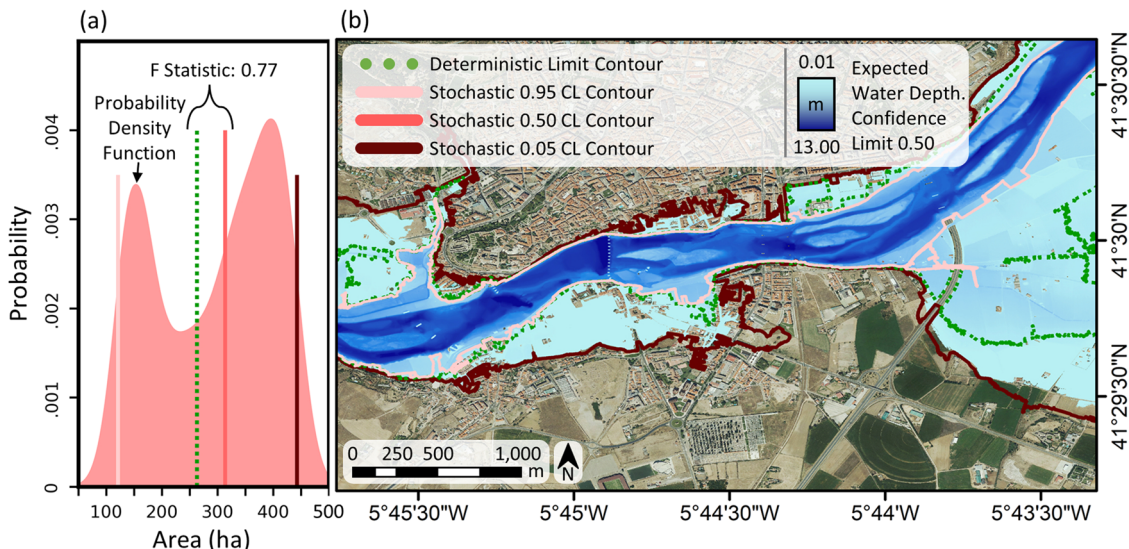 (a)
F Statistic: 0.77
Probability
Density
Function
.004
.003
.002
.001
0
Probability
100
200
300
400
500
Area (ha)
(b)
Deterministic Limit Contour
Stochastic 0.95 CL Contour
Stochastic 0.50 CL Contour
Stochastic 0.05 CL Contour
0.01
m
13.00
Expected
Water Depth.
Confidence
Limit 0.50
0 250 500 1,000
m
N
5°45'30"W
5°45'W
5°44'30"W
5°44'W
5°43'30"W
41°30'30"N
41°30'N
41°29'30"N